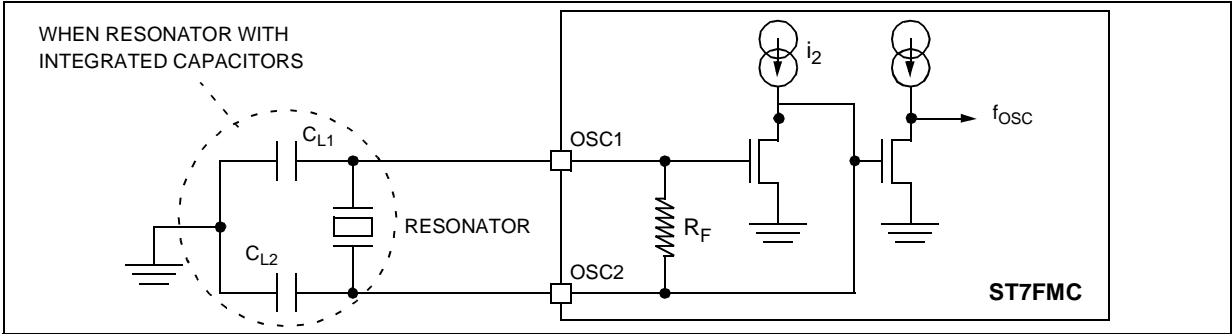 WHEN RESONATOR WITH
INTEGRATED CAPACITORS
i2
fOSC
CL1
OSC1
RESONATOR
RF
CL2
OSC2
ST7FMC